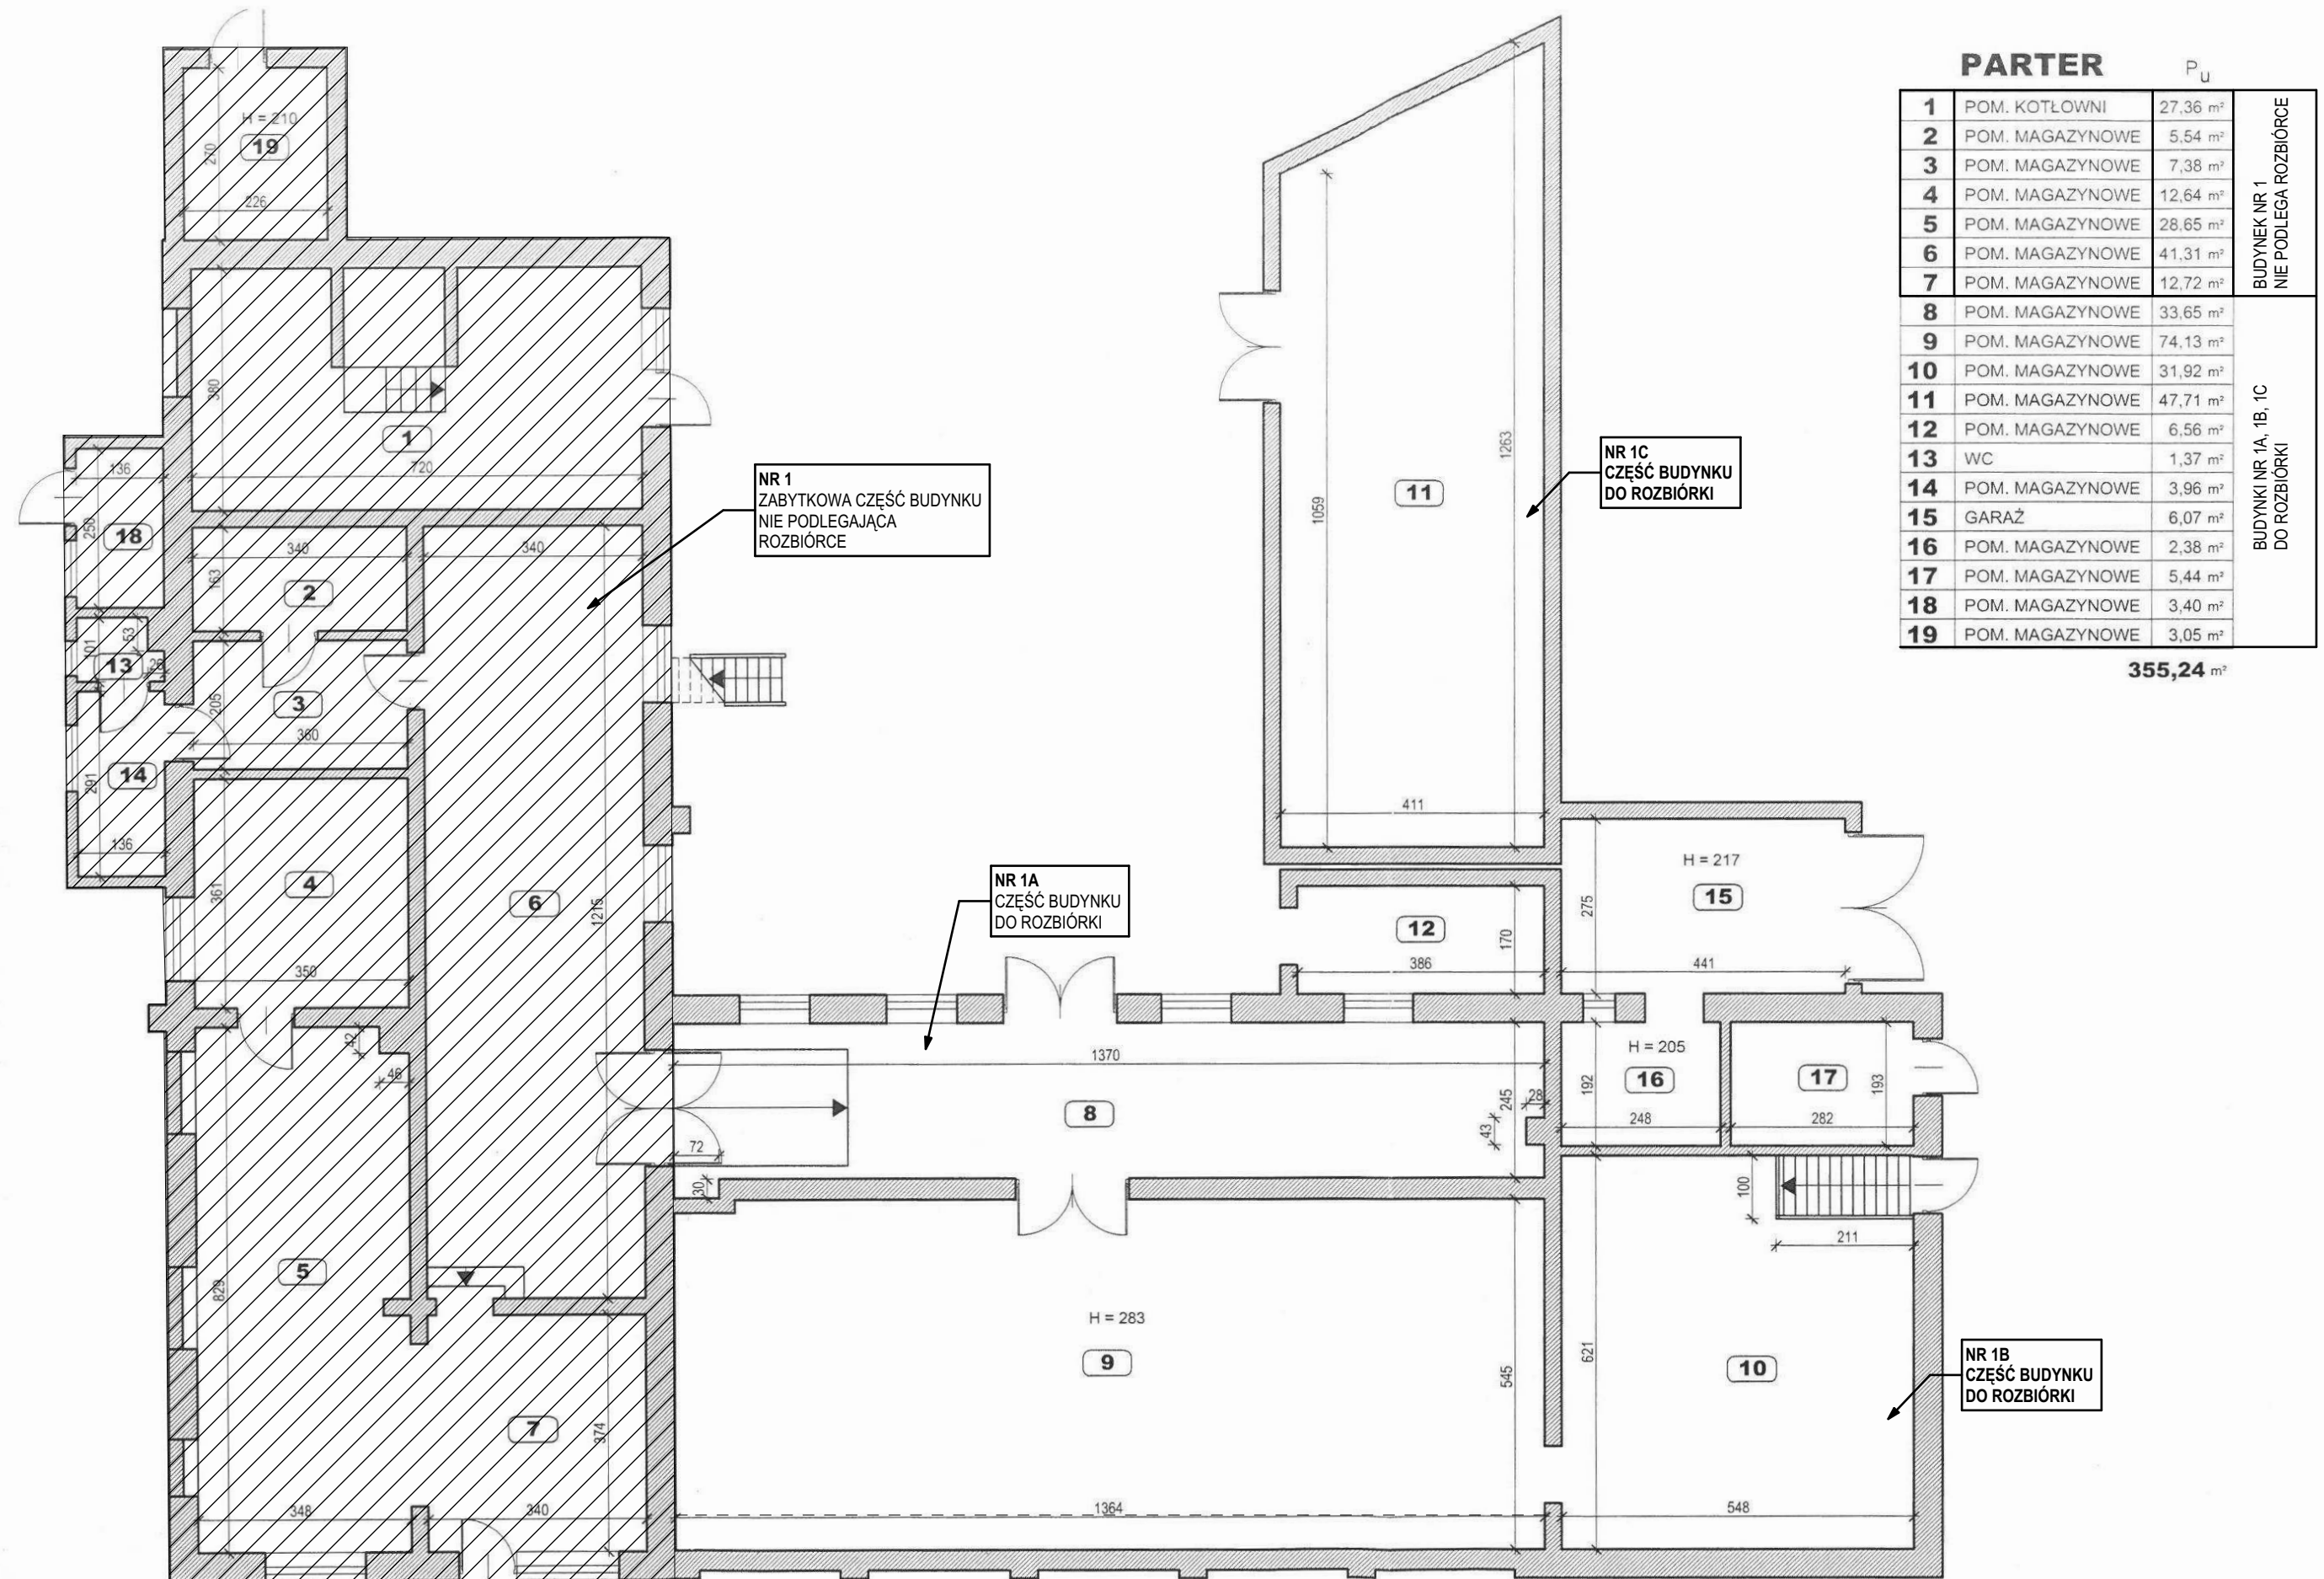 PARTER Pu
1 POM. KOTŁOWNI 27,36 m²
2 POM. MAGAZYNOWE 5,54 m²
3 POM. MAGAZYNOWE 7,38 m²
4 POM. MAGAZYNOWE 12,64 m²
5 POM. MAGAZYNOWE 28,65 m²
6 POM. MAGAZYNOWE 41,31 m²
7 POM. MAGAZYNOWE 12,72 m²
BUDYNEK NR 1
NIE PODLEGA ROZBIÓRCE
8 POM. MAGAZYNOWE 33,65 m²
9 POM. MAGAZYNOWE 74,13 m²
10 POM. MAGAZYNOWE 31,92 m²
11 POM. MAGAZYNOWE 47,71 m²
12 POM. MAGAZYNOWE 6,56 m²
13 WC 1,37 m²
14 POM. MAGAZYNOWE 3,96 m²
15 GARAŻ 6,07 m²
16 POM. MAGAZYNOWE 2,38 m²
17 POM. MAGAZYNOWE 5,44 m²
18 POM. MAGAZYNOWE 3,40 m²
19 POM. MAGAZYNOWE 3,05 m²
BUDYNKI NR 1A, 1B, 1C
DO ROZBIÓRKI
355,24 m²
H = 210
19
270
226
380
1
720
136
18
250
340
340
163
2
101
53
13
26
205
3
360
14
291
136
361
4
350
6
1215
42
46
5
829
7
374
348
340
NR 1
ZABYTKOWA CZĘŚĆ BUDYNKU
NIE PODLEGAJĄCA
ROZBIÓRCE
NR 1C
CZĘŚĆ BUDYNKU
DO ROZBIÓRKI
1263
1059
11
411
NR 1A
CZĘŚĆ BUDYNKU
DO ROZBIÓRKI
12
170
386
H = 217
15
275
441
1370
8
245
28
43
72
30
H = 205
16
192
248
17
193
282
100
211
H = 283
9
545
1364
621
10
548
NR 1B
CZĘŚĆ BUDYNKU
DO ROZBIÓRKI